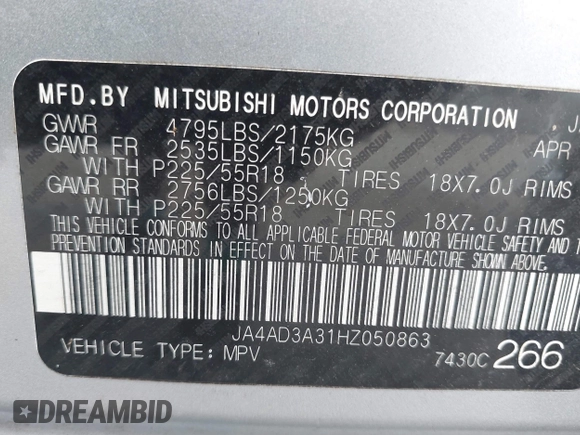 MFD.BY MITSUBISHI MOTORS CORPORATION
GVWR 4795LBS/2175KG APR
GAWR FR 2535LBS/1150KG
WITH P225/55R18 TIRES 18X7.0J RIMS
GAWR RR 2756LBS/1250KG
WITH P225/55R18 TIRES 18X7.0J RIMS
THIS VEHICLE CONFORMS TO ALL APPLICABLE FEDERAL MOTOR VEHICLE SAFETY AND
PREVENTION STANDARDS IN EFFECT ON THE DATE OF MANUFACTURE SHOWN ABOVE.
JA4AD3A31HZ050863
VEHICLE TYPE: MPV 7430C 266
DREAMBID